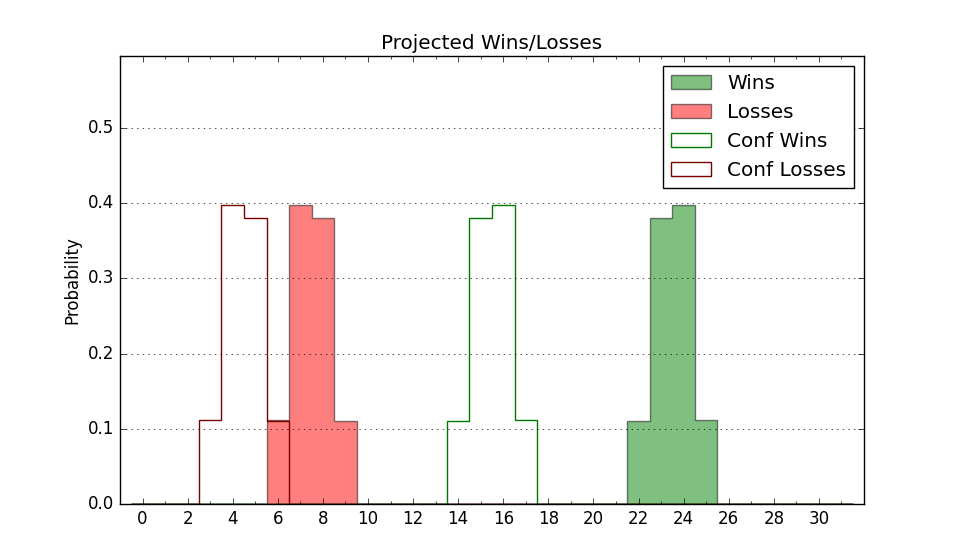 Projected Wins/Losses
Wins
Losses
Conf Wins
Conf Losses
Probability
0.5
0.4
0.3
0.2
0.1
0.0
0 2 4 6 8 10 12 14 16 18 20 22 24 26 28 30